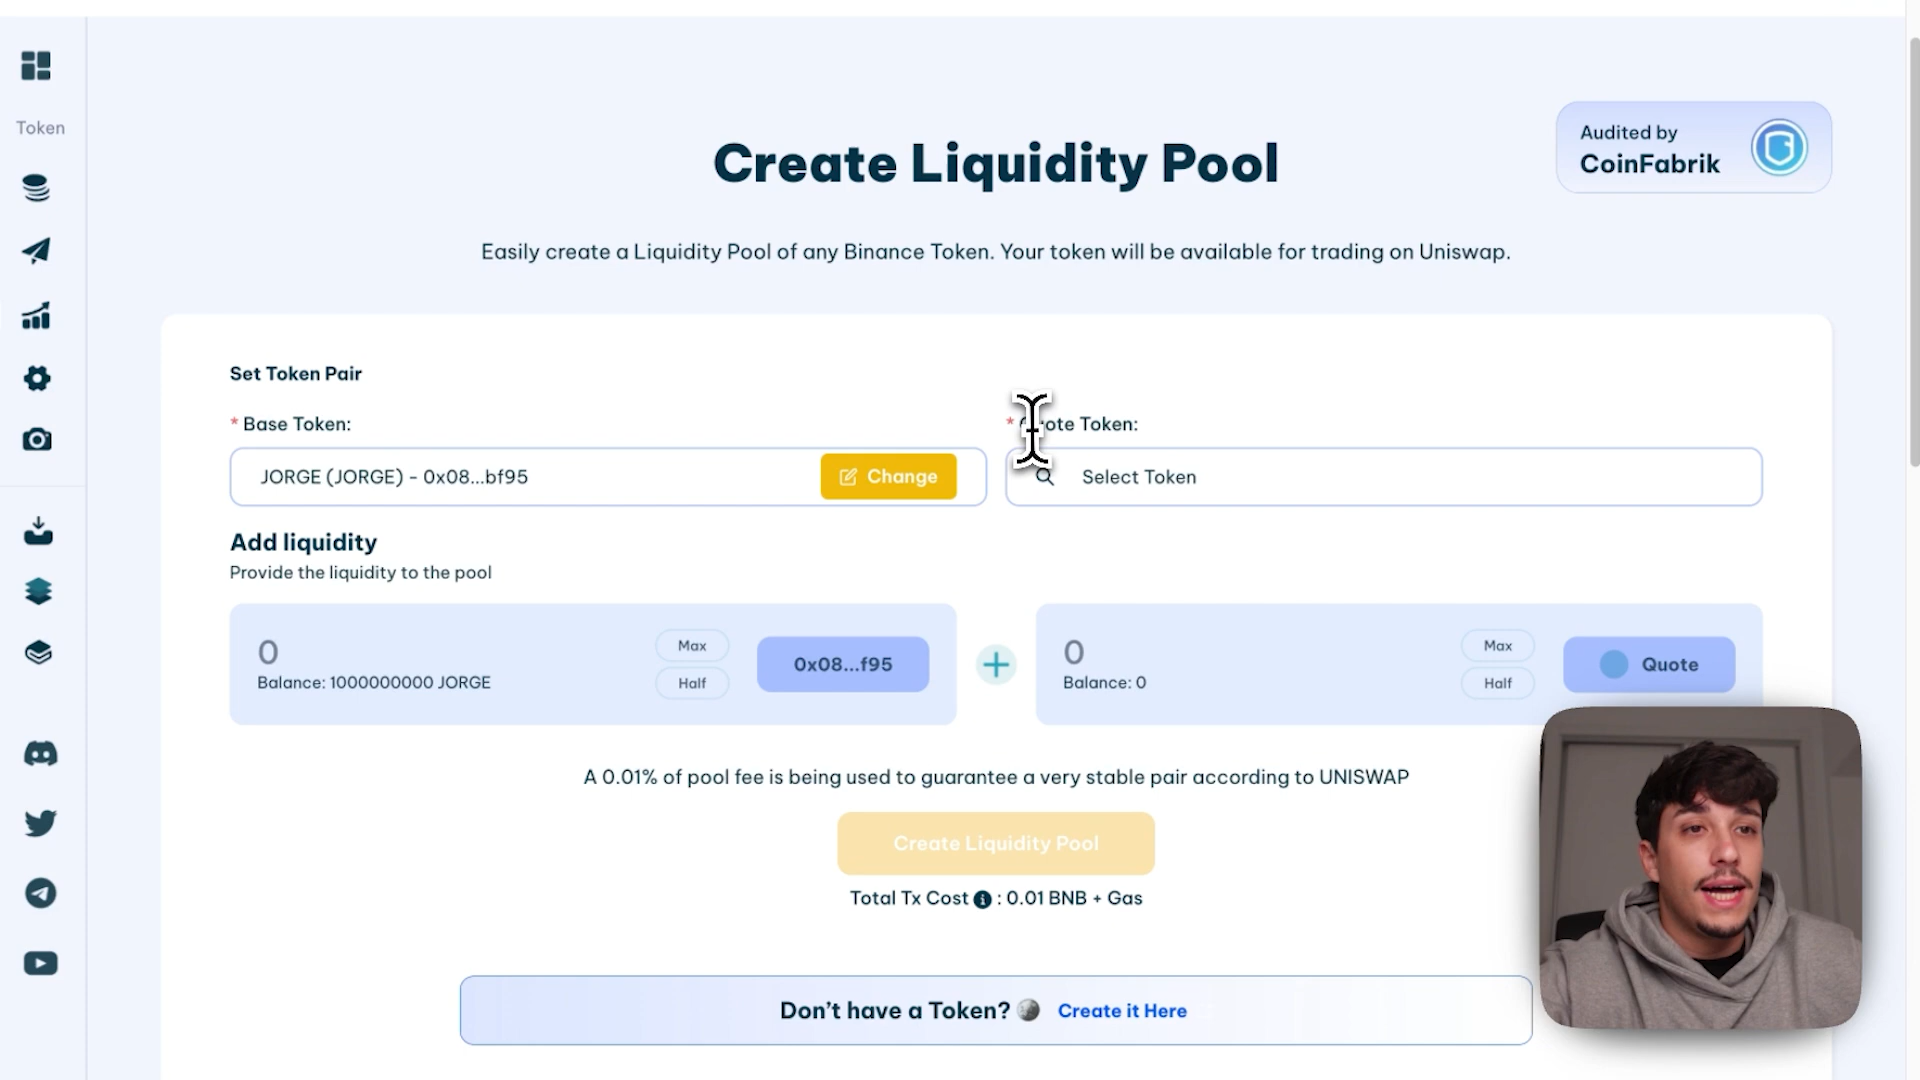 Token
Create Liquidity Pool
Audited by
CoinFabrik
Easily create a Liquidity Pool of any Binance Token. Your token will be available for trading on Uniswap.
Set Token Pair
* Base Token:
* Quote Token:
JORGE (JORGE) - 0x08...bf95
Change
Select Token
Add liquidity
Provide the liquidity to the pool
0
Balance: 1000000000 JORGE
Max
Half
0x08...f95
0
Balance: 0
Max
Half
Quote
A 0.01% of pool fee is being used to guarantee a very stable pair according to UNISWAP
Create Liquidity Pool
Total Tx Cost : 0.01 BNB + Gas
Don't have a Token? Create it Here